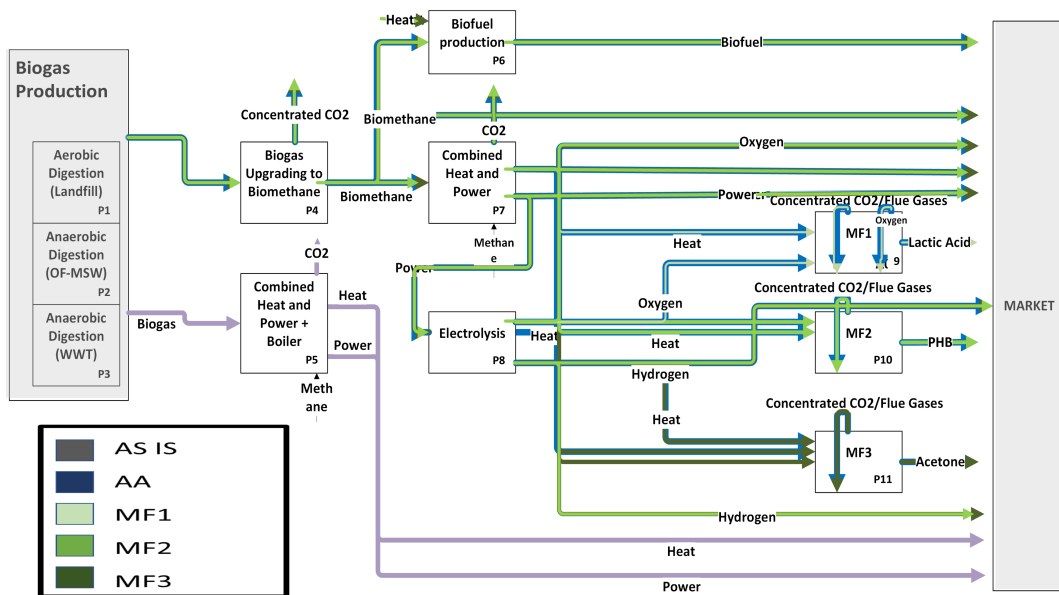 Biogas
Production
Aerobic
Digestion
(Landfill)
P1
Anaerobic
Digestion
(OF-MSW)
P2
Anaerobic
Digestion
(WWT)
P3
Heat
Biofuel
production
P6
Biofuel
Concentrated CO2
Biomethane
CO2
Biogas
Upgrading to
Biomethane
P4
Biomethane
Combined
Heat and
Power
P7
Oxygen
Power
Methan
e
Concentrated CO2/Flue Gases
MF1
Oxygen
9
Lactic Acid
Heat
CO2
Power
Biogas
Combined
Heat and
Power +
Boiler
P5
Heat
Power
Meth
ane
Oxygen
Electrolysis
P8
Heat
Heat
Hydrogen
Concentrated CO2/Flue Gases
MF2
P10
PHB
MARKET
Heat
Concentrated CO2/Flue Gases
MF3
P11
Acetone
Hydrogen
Heat
Power
AS IS
AA
MF1
MF2
MF3